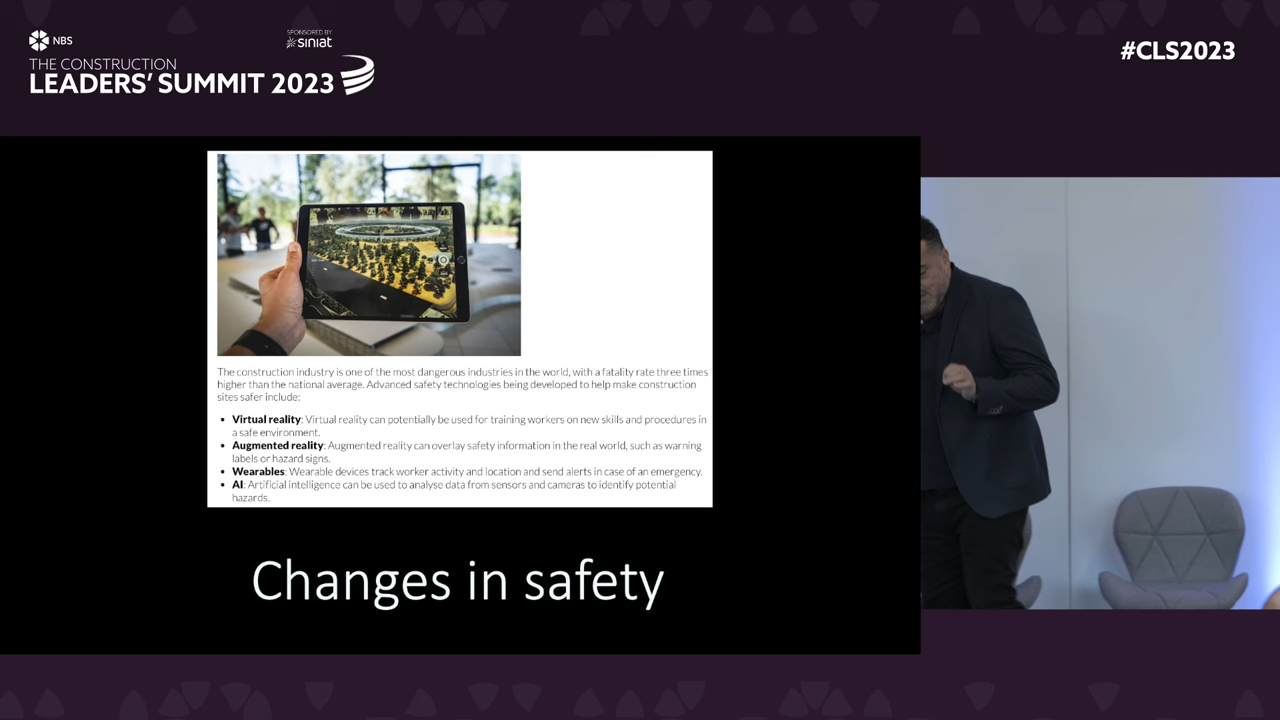 NBS
SPONSORED BY
siniat
THE CONSTRUCTION
LEADERS' SUMMIT 2023
#CLS2023
The construction industry is one of the most dangerous industries in the world, with a fatality rate three times
higher than the national average. Advanced safety technologies being developed to help make construction
sites safer include:
• Virtual reality: Virtual reality can potentially be used for training workers on new skills and procedures in
a safe environment.
• Augmented reality: Augmented reality can overlay safety information in the real world, such as warning
labels or hazard signs.
• Wearables: Wearable devices track worker activity and location and send alerts in case of an emergency.
• AI: Artificial intelligence can be used to analyse data from sensors and cameras to identify potential
hazards.
Changes in safety